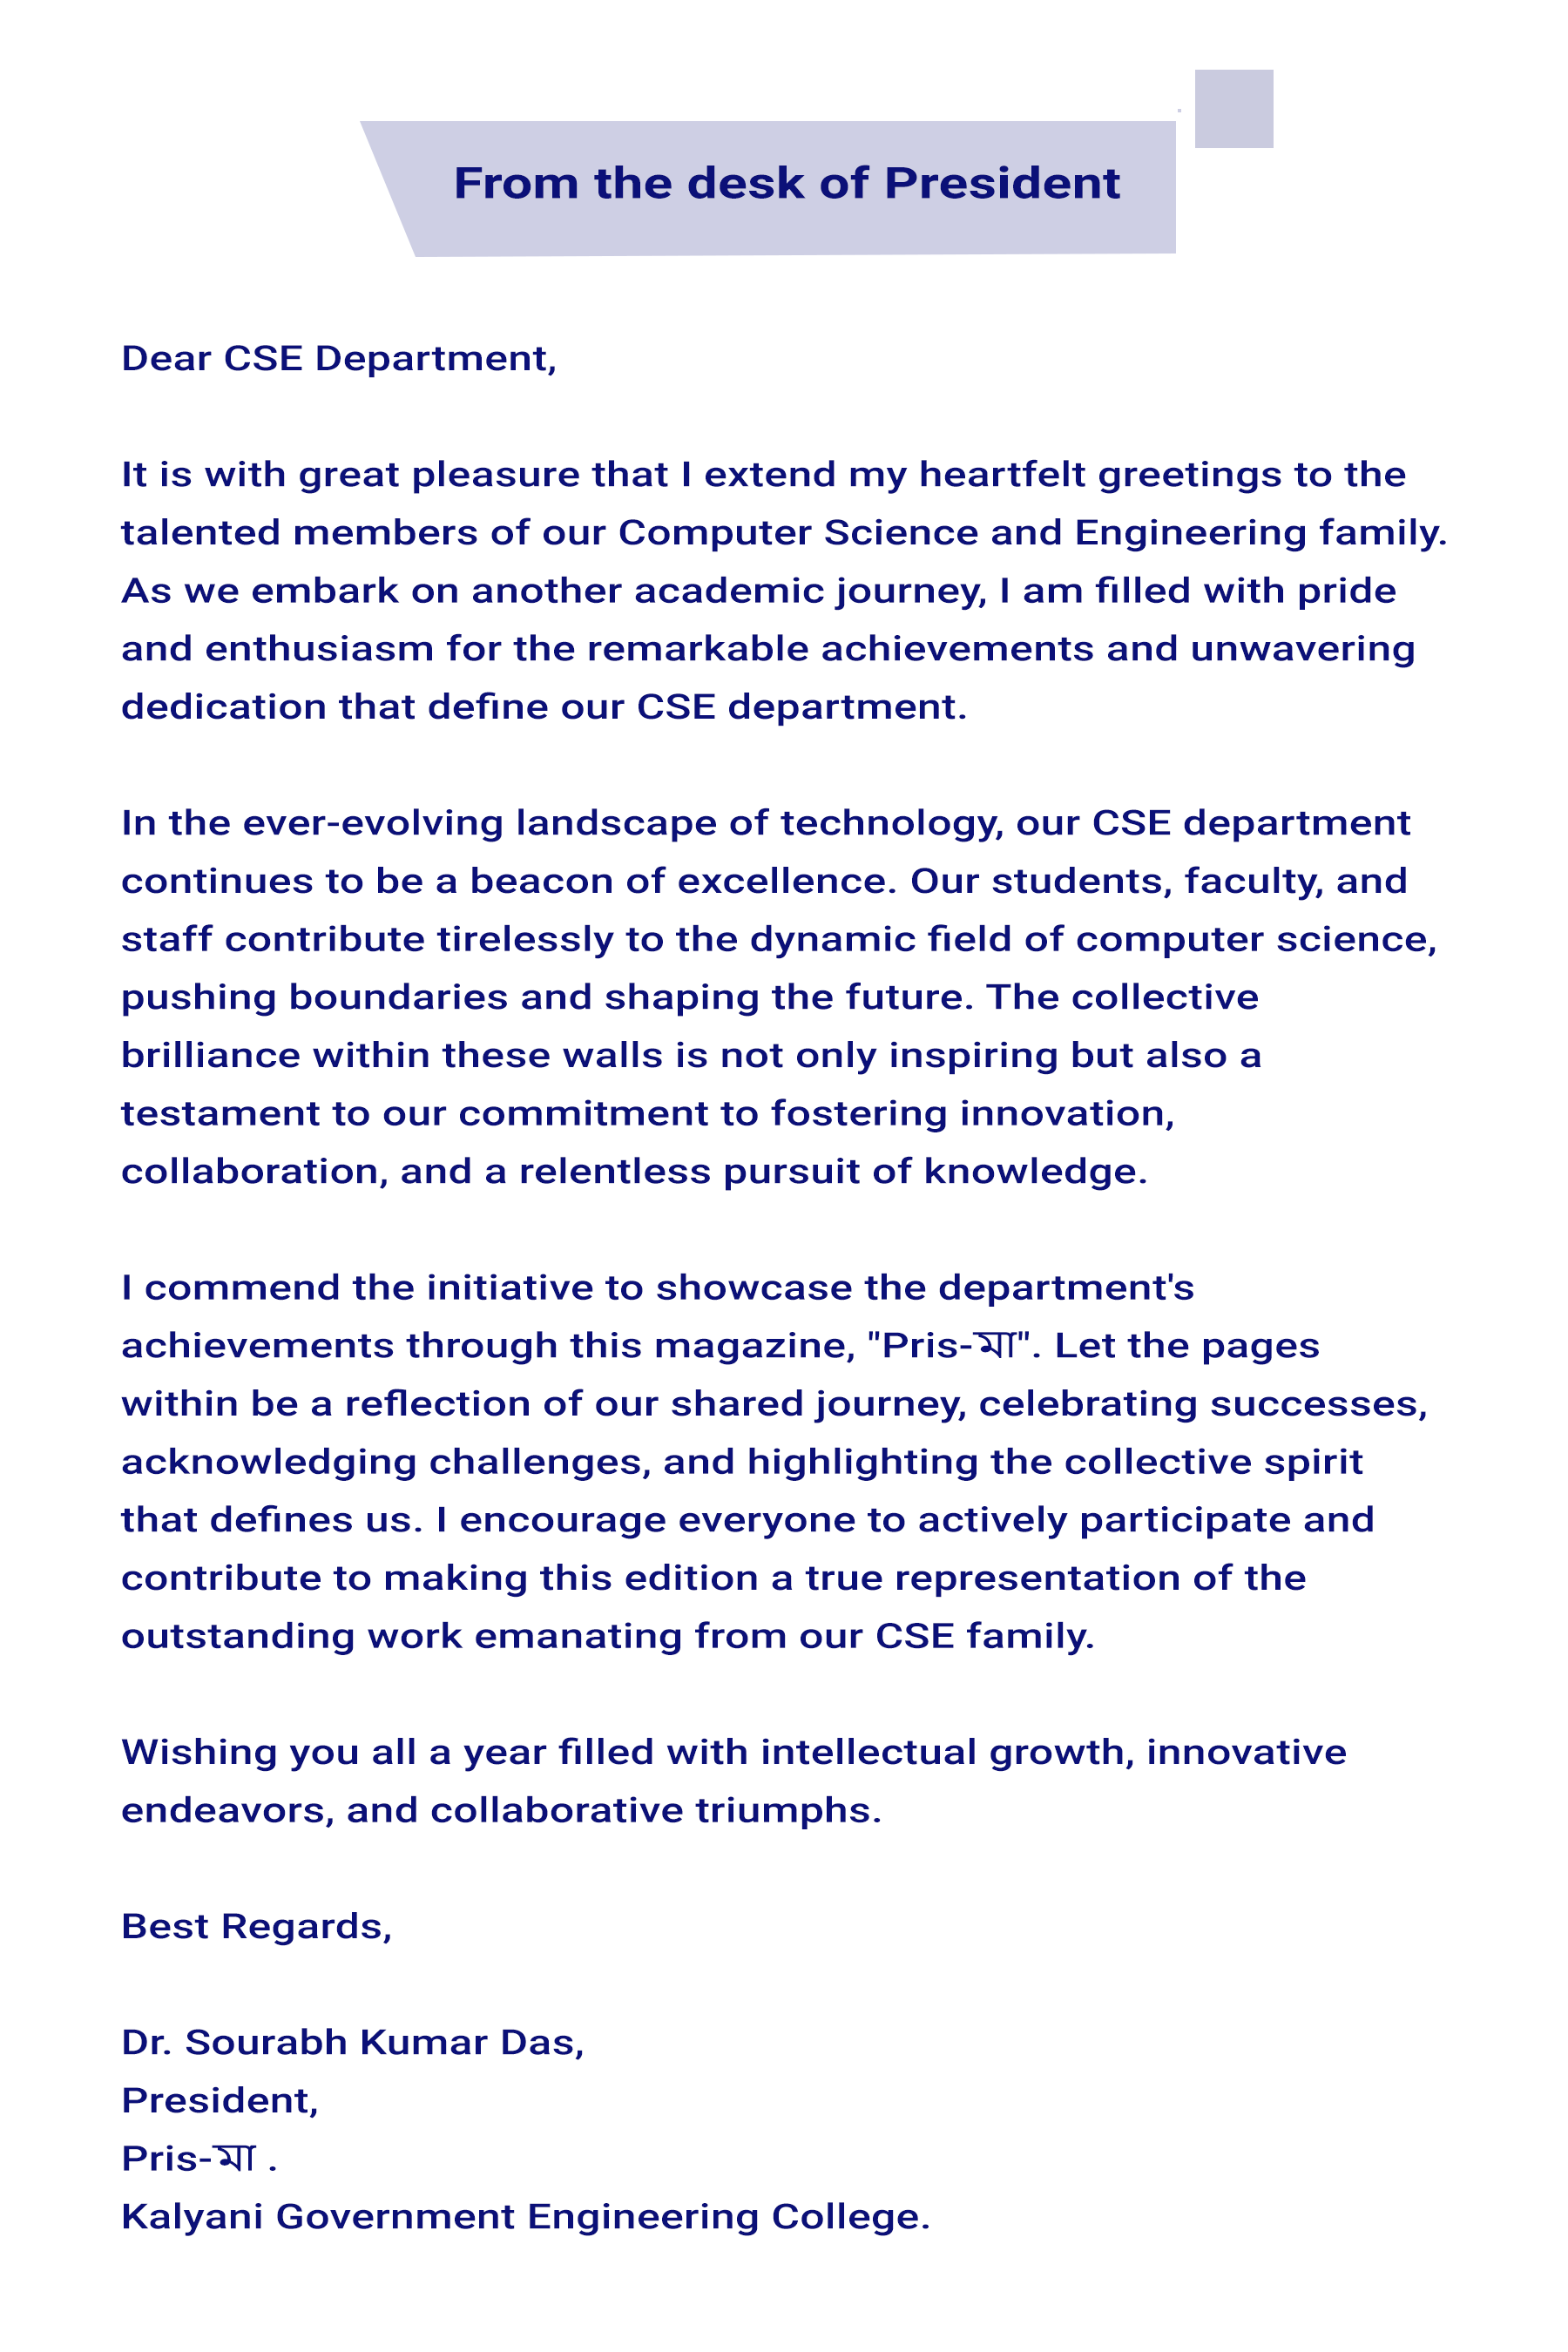 From the desk of President
Dear CSE Department,
It is with great pleasure that I extend my heartfelt greetings to the
talented members of our Computer Science and Engineering family.
As we embark on another academic journey, I am filled with pride
and enthusiasm for the remarkable achievements and unwavering
dedication that define our CSE department.
In the ever-evolving landscape of technology, our CSE department
continues to be a beacon of excellence. Our students, faculty, and
staff contribute tirelessly to the dynamic field of computer science,
pushing boundaries and shaping the future. The collective
brilliance within these walls is not only inspiring but also a
testament to our commitment to fostering innovation,
collaboration, and a relentless pursuit of knowledge.
I commend the initiative to showcase the department's
achievements through this magazine, "Pris-মা". Let the pages
within be a reflection of our shared journey, celebrating successes,
acknowledging challenges, and highlighting the collective spirit
that defines us. I encourage everyone to actively participate and
contribute to making this edition a true representation of the
outstanding work emanating from our CSE family.
Wishing you all a year filled with intellectual growth, innovative
endeavors, and collaborative triumphs.
Best Regards,
Dr. Sourabh Kumar Das,
President,
Pris-মা .
Kalyani Government Engineering College.